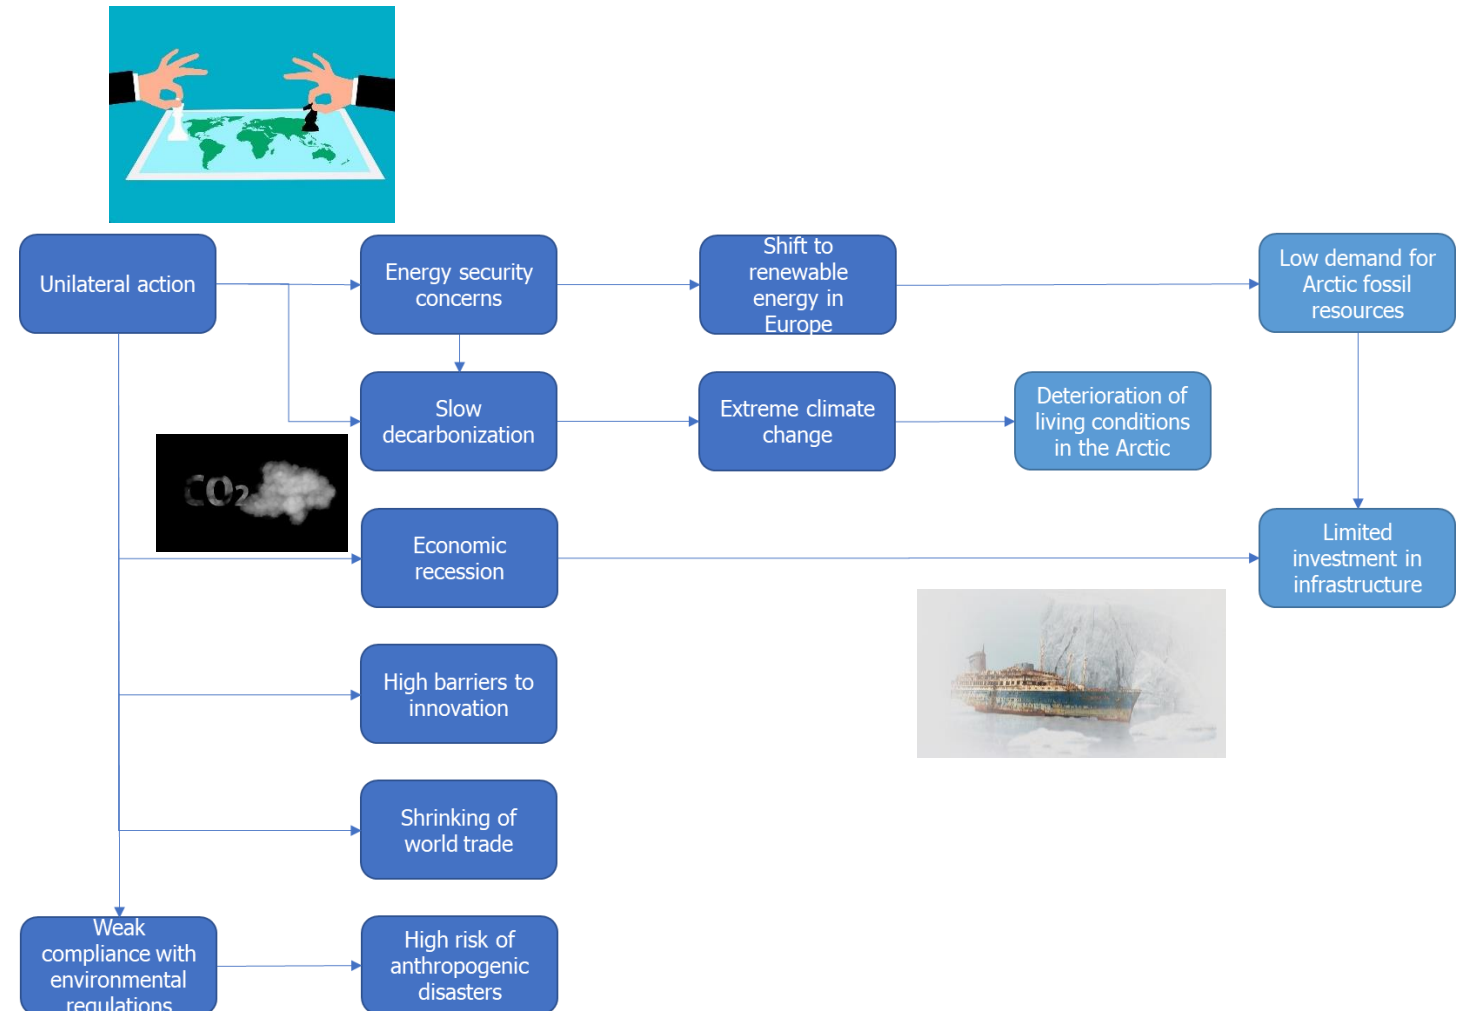 Unilateral action
Energy security
concerns
Shift to
renewable
energy in
Europe
Low demand for
Arctic fossil
resources
Slow
decarbonization
Extreme climate
change
Deterioration of
living conditions
in the Arctic
CO2
Economic
recession
Limited
investment in
infrastructure
High barriers to
innovation
Shrinking of
world trade
Weak
compliance with
environmental
regulations
High risk of
anthropogenic
disasters